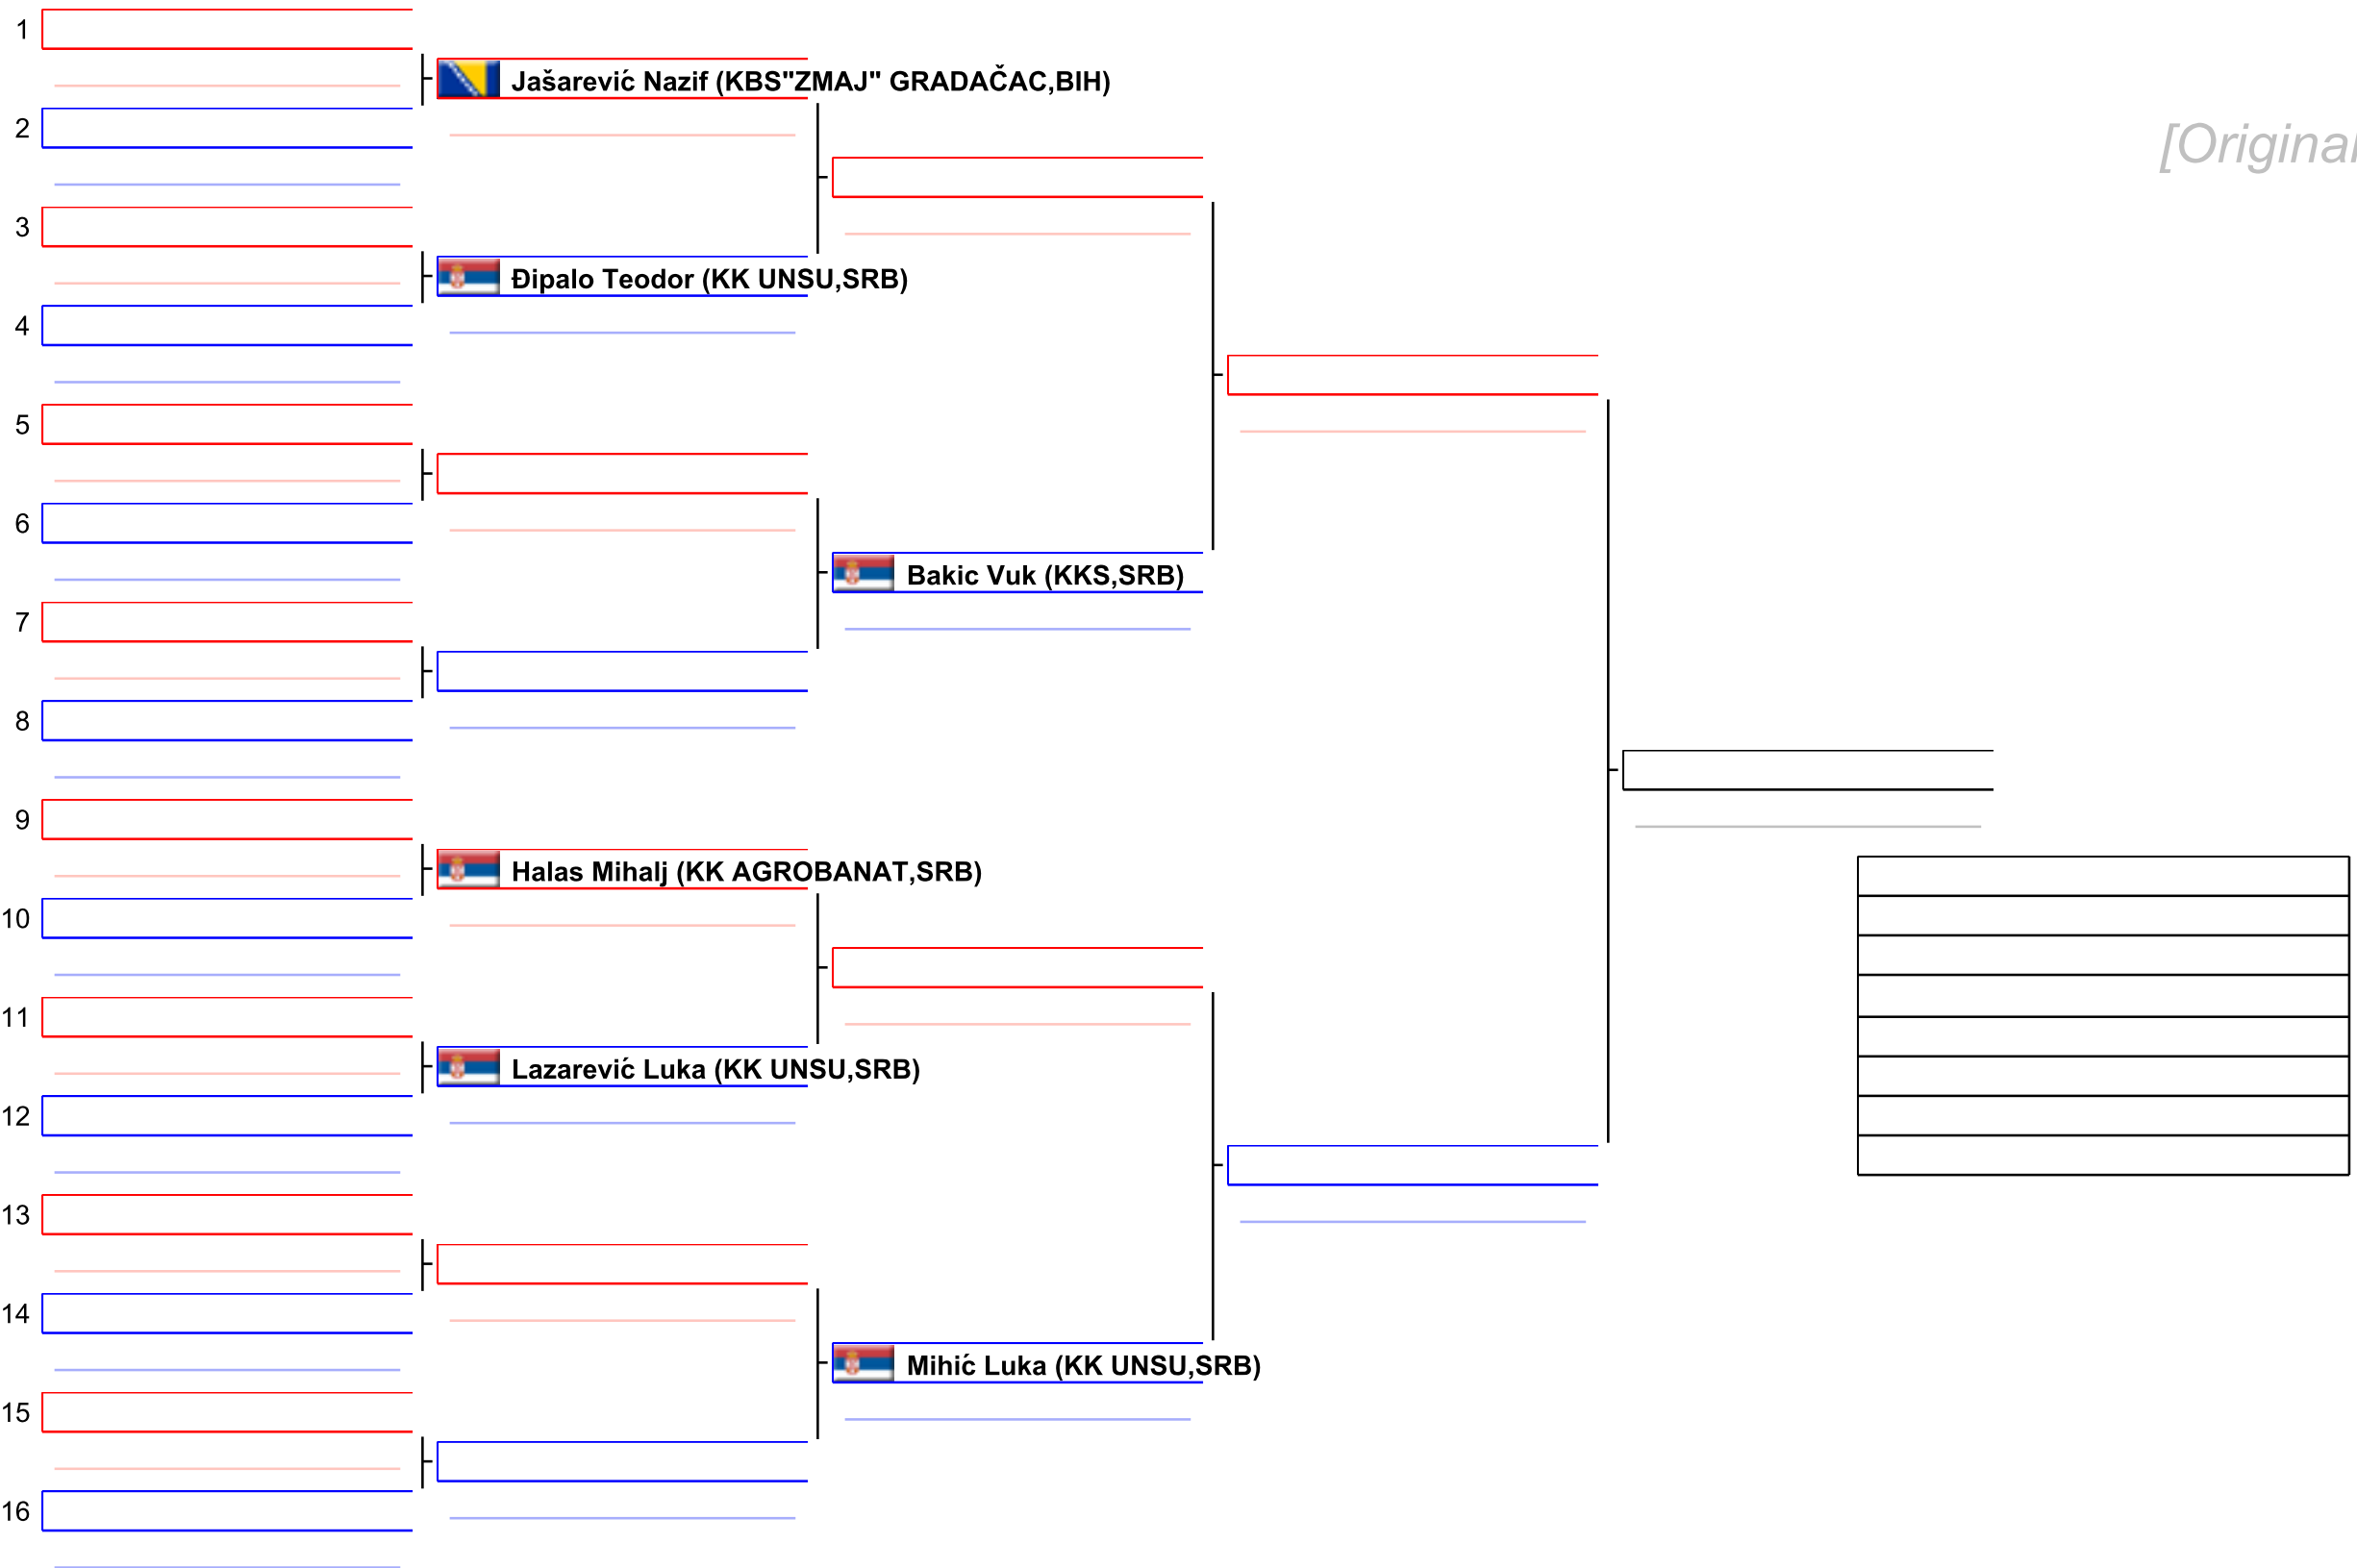 1
Jašarević Nazif (KBS"ZMAJ" GRADAČAC,BIH)
2
[Original
3
Đipalo Teodor (KK UNSU,SRB)
4
5
6
Bakic Vuk (KKS,SRB)
7
8
9
Halas Mihalj (KK AGROBANAT,SRB)
10
11
Lazarević Luka (KK UNSU,SRB)
12
13
14
Mihić Luka (KK UNSU,SRB)
15
16